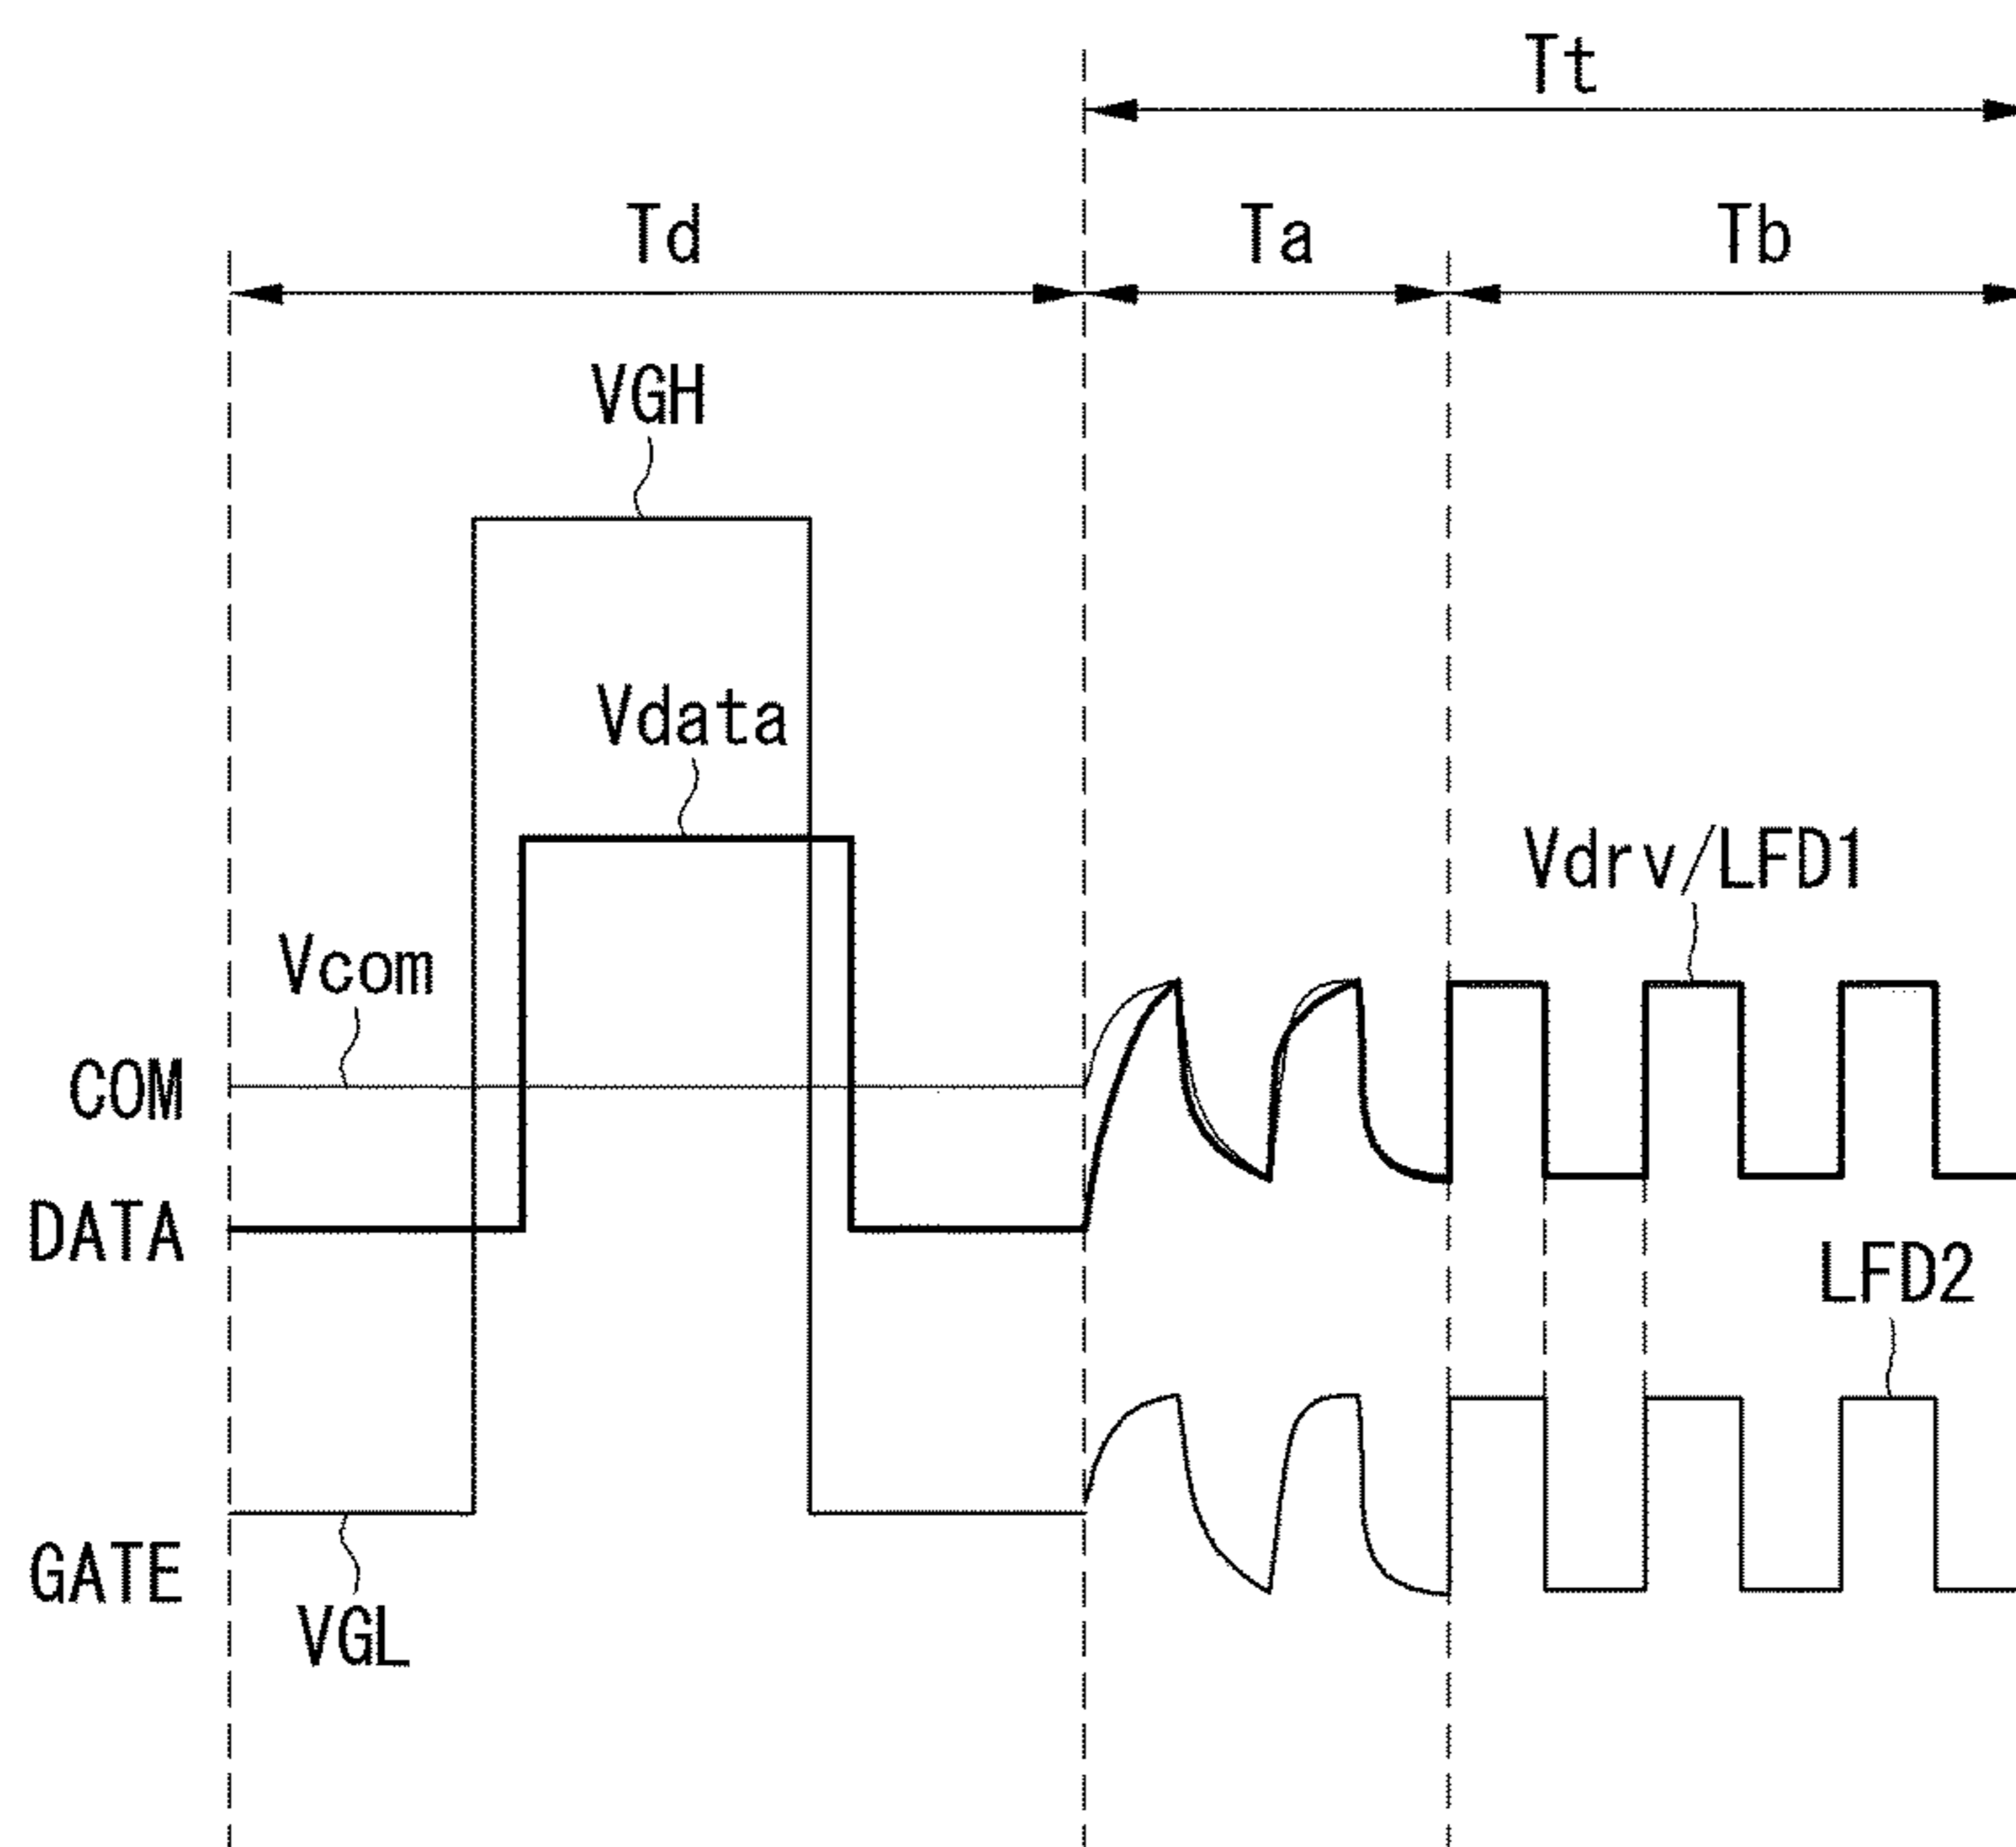 Tt
Td
Ta
Tb
VGH
Vdata
Vdrv/LFD1
Vcom
COM
DATA
LFD2
GATE
VGL